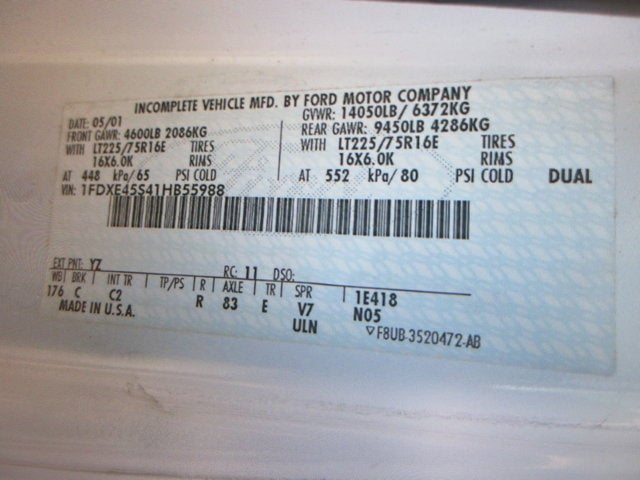 INCOMPLETE VEHICLE MFD. BY FORD MOTOR COMPANY
DATE: 05/01 GVWR: 14050LB/ 6372KG
FRONT GAWR: 4600LB 2086KG REAR GAWR: 9450LB 4286KG
WITH LT225/75R16E TIRES WITH LT225/75R16E TIRES
16X6.0K RIMS 16X6.0K RIMS
AT 448 kPa/65 PSI COLD AT 552 kPa/80 PSI COLD DUAL
VIN: 1FDXE45S41HB55988
EXT PNT: YZ RC: 11 DSO:
WB BRK INT TR TP/PS R AXLE TR SPR
176 C C2 R 83 E V7 1E418
MADE IN U.S.A. ULN N05
▽F8UB-3520472-AB